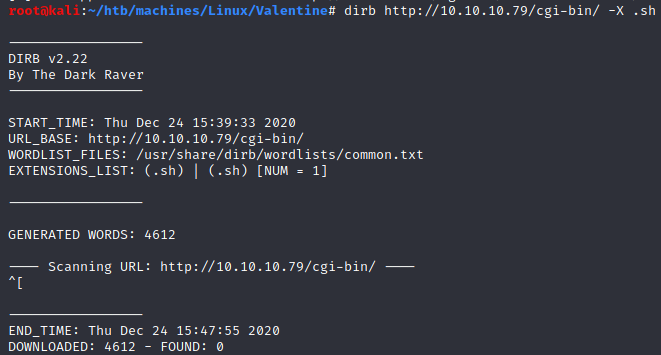 root@kali:~/htb/machines/Linux/Valentine# dirb http://10.10.10.79/cgi-bin/ -X .sh
-----------------
DIRB v2.22
By The Dark Raver
-----------------
START_TIME: Thu Dec 24 15:39:33 2020
URL_BASE: http://10.10.10.79/cgi-bin/
WORDLIST_FILES: /usr/share/dirb/wordlists/common.txt
EXTENSIONS_LIST: (.sh) | (.sh) [NUM = 1]
-----------------
GENERATED WORDS: 4612
---- Scanning URL: http://10.10.10.79/cgi-bin/ ----
^[
-----------------
END_TIME: Thu Dec 24 15:47:55 2020
DOWNLOADED: 4612 - FOUND: 0